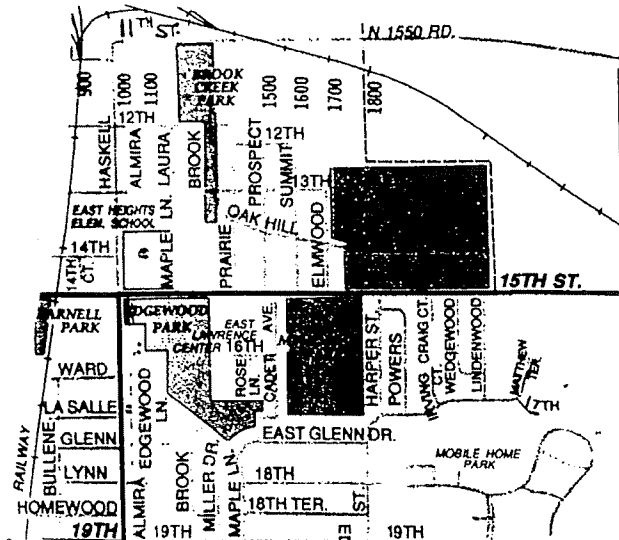 11TH ST.
N 1550 RD.
BROOK
CREEK
PARK
900
1000
1100
1500
1600
1700
1800
12TH
12TH
13TH
HASKELL
ALMIRA
LAURA
MAPLE LN.
BROOK
PRAIRIE
PROSPECT
SUMMIT
ELMWOOD
OAK HILL
EAST HEIGHTS
ELEM. SCHOOL
14TH
14TH
CT.
15TH ST.
PARNELL
PARK
EDGEWOOD
PARK
EAST
LAWRENCE
CENTER
16TH
ROSE
LN.
CADET AVE.
HARPER ST.
POWERS
IRVING
CRAIG CT.
CT.
WEDGEWOOD
LINDENWOOD
MATTHEW
TER.
17TH
WARD
LA SALLE
GLENN
LYNN
HOMEWOOD
19TH
RAILWAY
BULLENE
ALMIRA
EDGEWOOD
LN.
BROOK
MILLER DR.
MAPLE LN.
EAST GLENN DR.
18TH
18TH TER.
ST.
MOBILE HOME
PARK
19TH
19TH